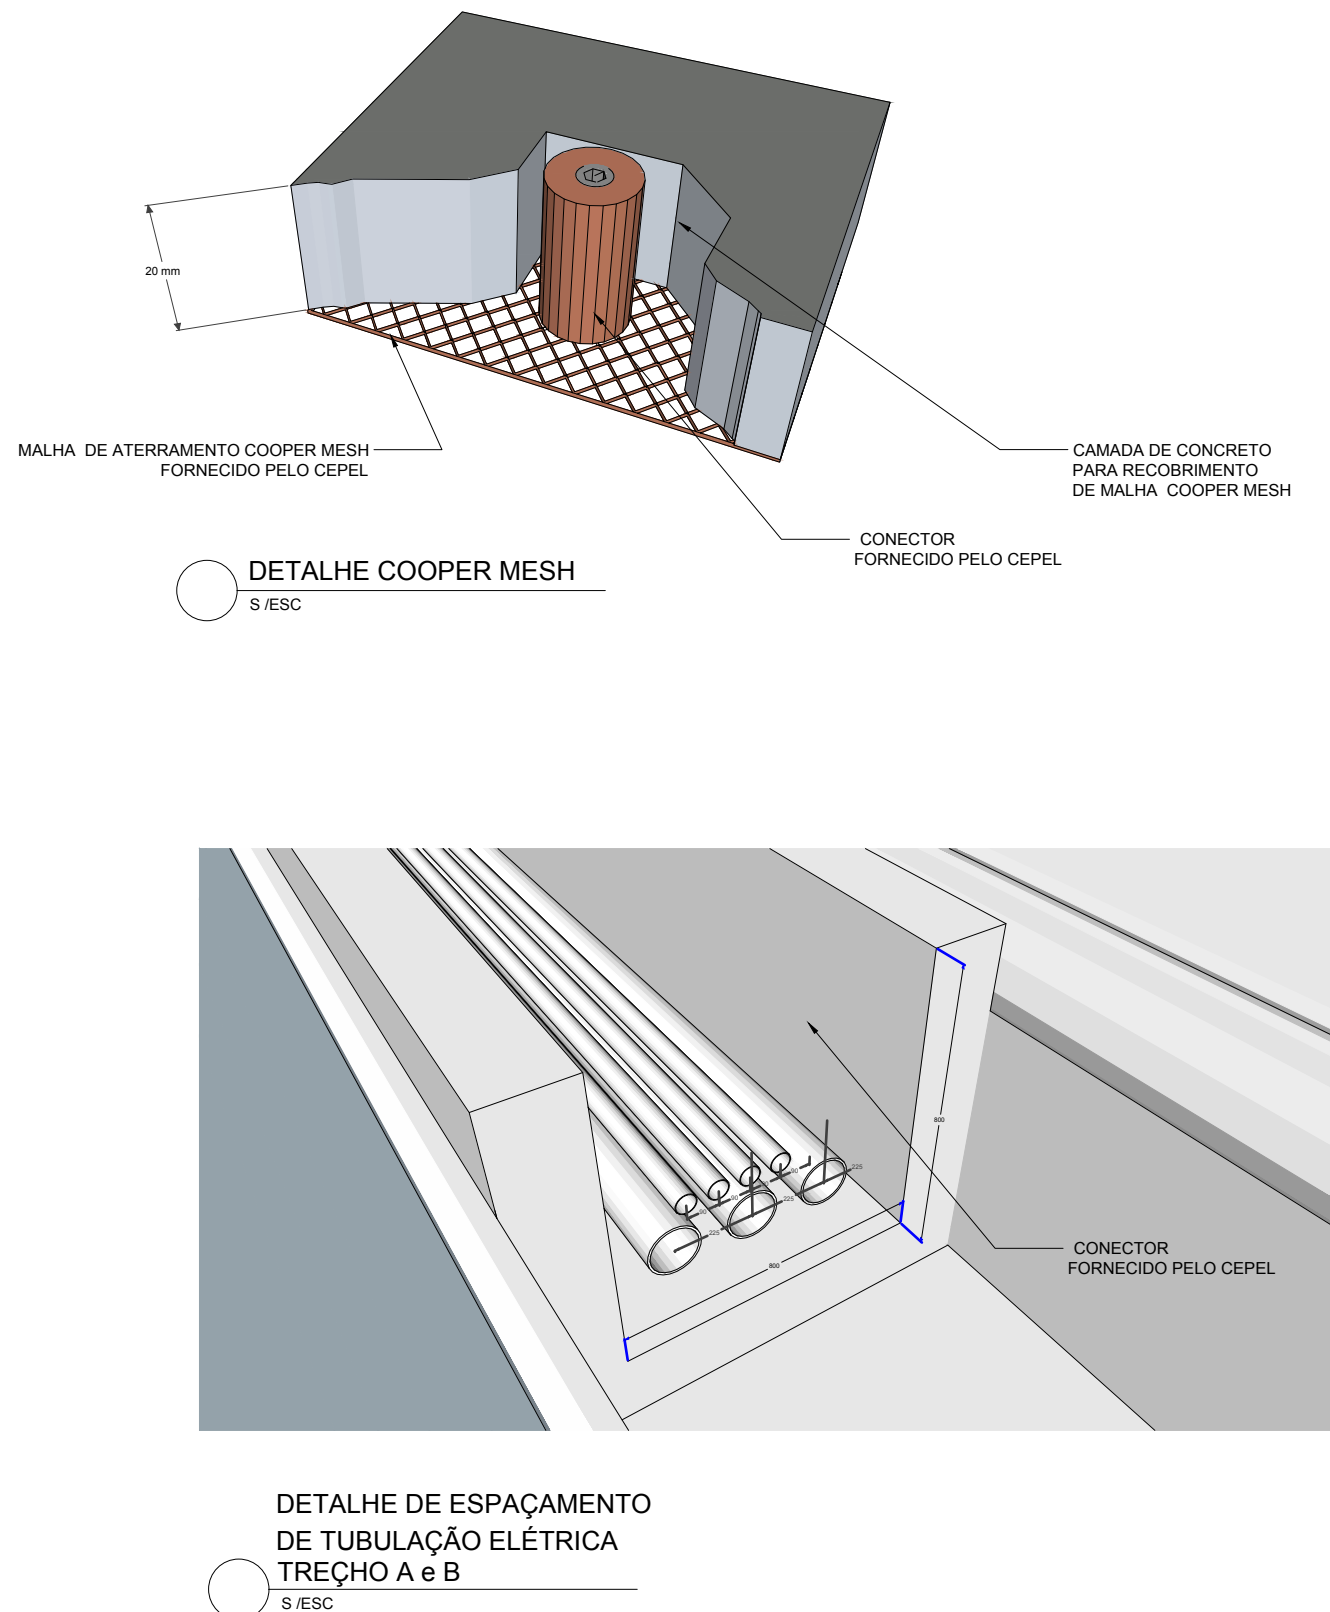 20 mm
MALHA DE ATERRAMENTO COOPER MESH
FORNECIDO PELO CEPEL
CAMADA DE CONCRETO
PARA RECOBRIMENTO
DE MALHA COOPER MESH
CONECTOR
FORNECIDO PELO CEPEL
DETALHE COOPER MESH
S /ESC
800
90
225
90
225
90
225
800
CONECTOR
FORNECIDO PELO CEPEL
DETALHE DE ESPAÇAMENTO
DE TUBULAÇÃO ELÉTRICA
TREÇHO A e B
S /ESC